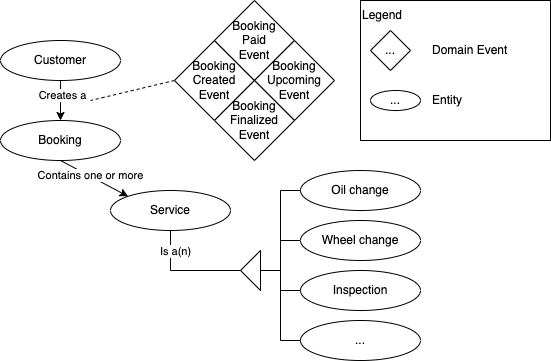 Legend
...
Domain Event
...
Entity
Customer
Creates a
Booking
Contains one or more
Service
Is a(n)
Booking
Paid
Event
Booking
Created
Event
Booking
Upcoming
Event
Booking
Finalized
Event
Oil change
Wheel change
Inspection
...